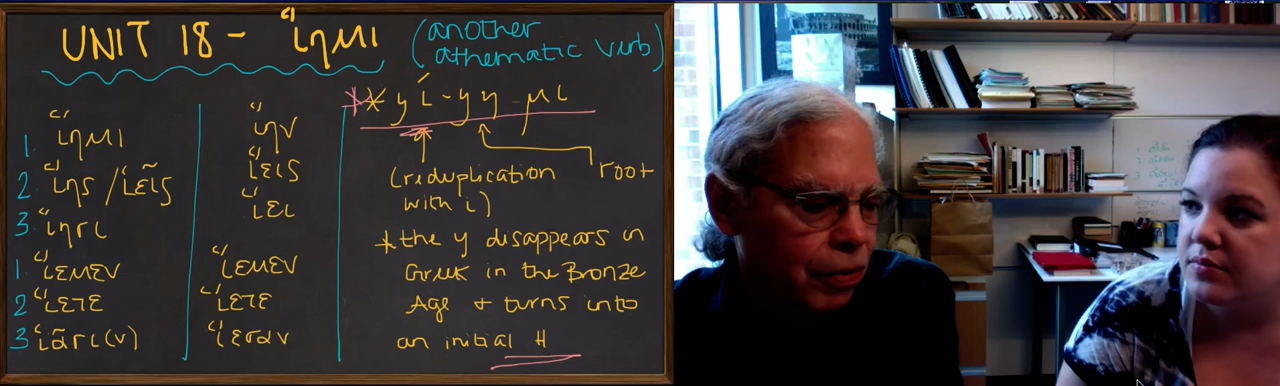 UNIT 18 - ἵημι (another athematic verb)
1. ἵημι
2 ἵης / ἱεῖς
3. ἵησι
1. ἵεμεν
2 ἵετε
3 ἱᾶσι(ν)
ἵην
ἵεις
ἵει
ἵεμεν
ἵετε
ἵεσαν
** yί-yη-μι
(reduplication with ι)
root
* the y disappears in
Greek in the Bronze
Age + turns into
an initial H